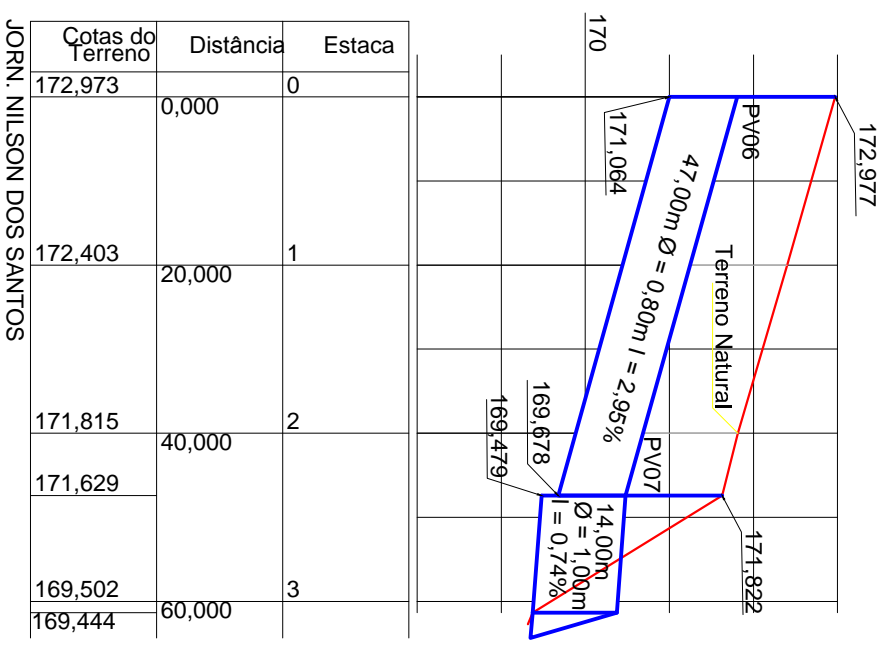 JORN. NILSON DOS SANTOS
Cotas do
Terreno
Distância
Estaca
172,973
0,000
0
172,403
20,000
1
171,815
40,000
2
171,629
169,502
60,000
3
169,444
170
172,977
PV06
171,064
47,00m Ø = 0,80m I = 2,95%
Terreno Natural
169,678
169,479
PV07
171,822
14,00m
Ø = 1,00m
I = 0,74%